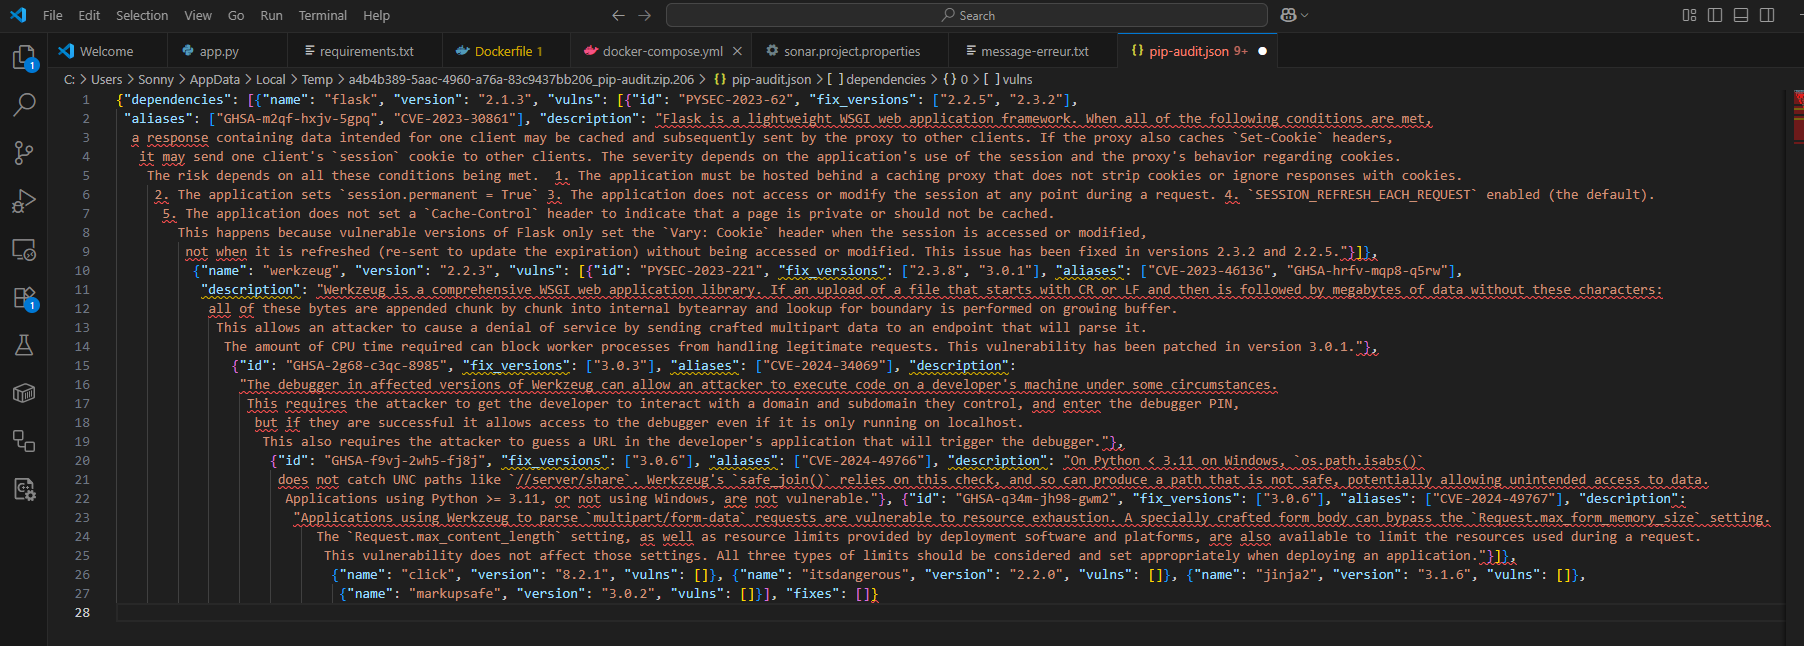 File Edit Selection View Go Run Terminal Help
Search
Welcome app.py requirements.txt Dockerfile 1 docker-compose.yml sonar.project.properties message-erreur.txt {} pip-audit.json 9+
C: > Users > Sonny > AppData > Local > Temp > a4b4b389-5aac-4960-a76a-83c9437bb206_pip-audit.zip.206 > {} pip-audit.json > [ ] dependencies > {} 0 > [ ] vulns
1 {"dependencies": [{"name": "flask", "version": "2.1.3", "vulns": [{"id": "PYSEC-2023-62", "fix_versions": ["2.2.5", "2.3.2"],
2 "aliases": ["GHSA-m2qf-hxjv-5gpq", "CVE-2023-30861"], "description": "Flask is a lightweight WSGI web application framework. When all of the following conditions are met,
3 a response containing data intended for one client may be cached and subsequently sent by the proxy to other clients. If the proxy also caches `Set-Cookie` headers,
4 it may send one client's `session` cookie to other clients. The severity depends on the application's use of the session and the proxy's behavior regarding cookies.
5 The risk depends on all these conditions being met.  1. The application must be hosted behind a caching proxy that does not strip cookies or ignore responses with cookies.
6 2. The application sets `session.permanent = True` 3. The application does not access or modify the session at any point during a request. 4. `SESSION_REFRESH_EACH_REQUEST` enabled (the default).
7 5. The application does not set a `Cache-Control` header to indicate that a page is private or should not be cached.
8 This happens because vulnerable versions of Flask only set the `Vary: Cookie` header when the session is accessed or modified,
9 not when it is refreshed (re-sent to update the expiration) without being accessed or modified. This issue has been fixed in versions 2.3.2 and 2.2.5."}]},
10 {"name": "werkzeug", "version": "2.2.3", "vulns": [{"id": "PYSEC-2023-221", "fix_versions": ["2.3.8", "3.0.1"], "aliases": ["CVE-2023-46136", "GHSA-hrfv-mqp8-q5rw"],
11 "description": "Werkzeug is a comprehensive WSGI web application library. If an upload of a file that starts with CR or LF and then is followed by megabytes of data without these characters:
12 all of these bytes are appended chunk by chunk into internal bytearray and lookup for boundary is performed on growing buffer.
13 This allows an attacker to cause a denial of service by sending crafted multipart data to an endpoint that will parse it.
14 The amount of CPU time required can block worker processes from handling legitimate requests. This vulnerability has been patched in version 3.0.1."},
15 {"id": "GHSA-2g68-c3qc-8985", "fix_versions": ["3.0.3"], "aliases": ["CVE-2024-34069"], "description":
16 "The debugger in affected versions of Werkzeug can allow an attacker to execute code on a developer's machine under some circumstances.
17 This requires the attacker to get the developer to interact with a domain and subdomain they control, and enter the debugger PIN,
18 but if they are successful it allows access to the debugger even if it is only running on localhost.
19 This also requires the attacker to guess a URL in the developer's application that will trigger the debugger."},
20 {"id": "GHSA-f9vj-2wh5-fj8j", "fix_versions": ["3.0.6"], "aliases": ["CVE-2024-49766"], "description": "On Python < 3.11 on Windows, `os.path.isabs()`
21 does not catch UNC paths like `//server/share`. Werkzeug's `safe_join()` relies on this check, and so can produce a path that is not safe, potentially allowing unintended access to data.
22 Applications using Python >= 3.11, or not using Windows, are not vulnerable."}, {"id": "GHSA-q34m-jh98-gwm2", "fix_versions": ["3.0.6"], "aliases": ["CVE-2024-49767"], "description":
23 "Applications using Werkzeug to parse `multipart/form-data` requests are vulnerable to resource exhaustion. A specially crafted form body can bypass the `Request.max_form_memory_size` setting.
24 The `Request.max_content_length` setting, as well as resource limits provided by deployment software and platforms, are also available to limit the resources used during a request.
25 This vulnerability does not affect those settings. All three types of limits should be considered and set appropriately when deploying an application."}]},
26 {"name": "click", "version": "8.2.1", "vulns": []}, {"name": "itsdangerous", "version": "2.2.0", "vulns": []}, {"name": "jinja2", "version": "3.1.6", "vulns": []},
27 {"name": "markupsafe", "version": "3.0.2", "vulns": []}], "fixes": []}
28
1
1